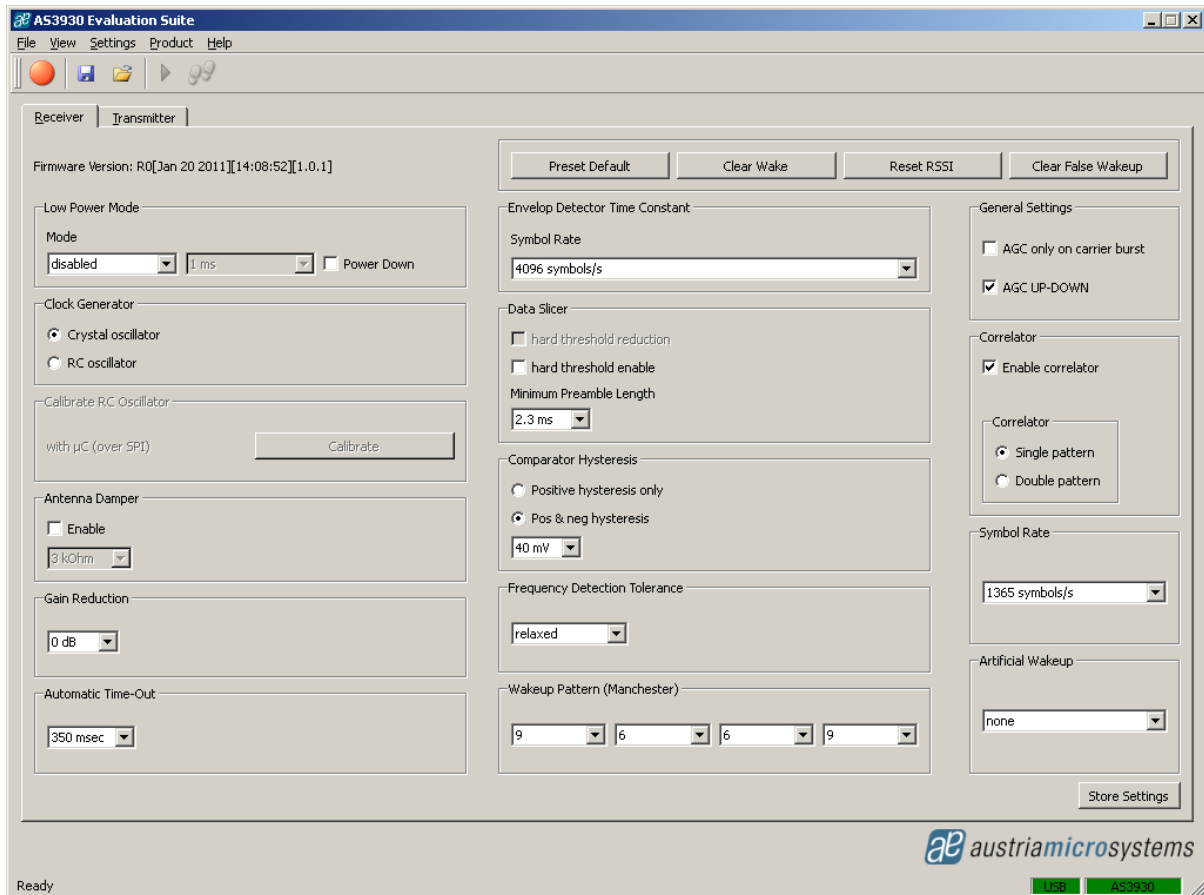 AS3930 Evaluation Suite
File View Settings Product Help
Receiver Transmitter
Firmware Version: R0[Jan 20 2011][14:08:52][1.0.1]
Preset Default Clear Wake Reset RSSI Clear False Wakeup
Low Power Mode
Mode
disabled 1 ms Power Down
Clock Generator
Crystal oscillator
RC oscillator
Calibrate RC Oscillator
with µC (over SPI) Calibrate
Antenna Damper
Enable
3 kOhm
Gain Reduction
0 dB
Automatic Time-Out
350 msec
Envelop Detector Time Constant
Symbol Rate
4096 symbols/s
Data Slicer
hard threshold reduction
hard threshold enable
Minimum Preamble Length
2.3 ms
Comparator Hysteresis
Positive hysteresis only
Pos & neg hysteresis
40 mV
Frequency Detection Tolerance
relaxed
Wakeup Pattern (Manchester)
9 6 6 9
General Settings
AGC only on carrier burst
AGC UP-DOWN
Correlator
Enable correlator
Correlator
Single pattern
Double pattern
Symbol Rate
1365 symbols/s
Artificial Wakeup
none
Store Settings
austriamicrosystems
Ready USB AS3930